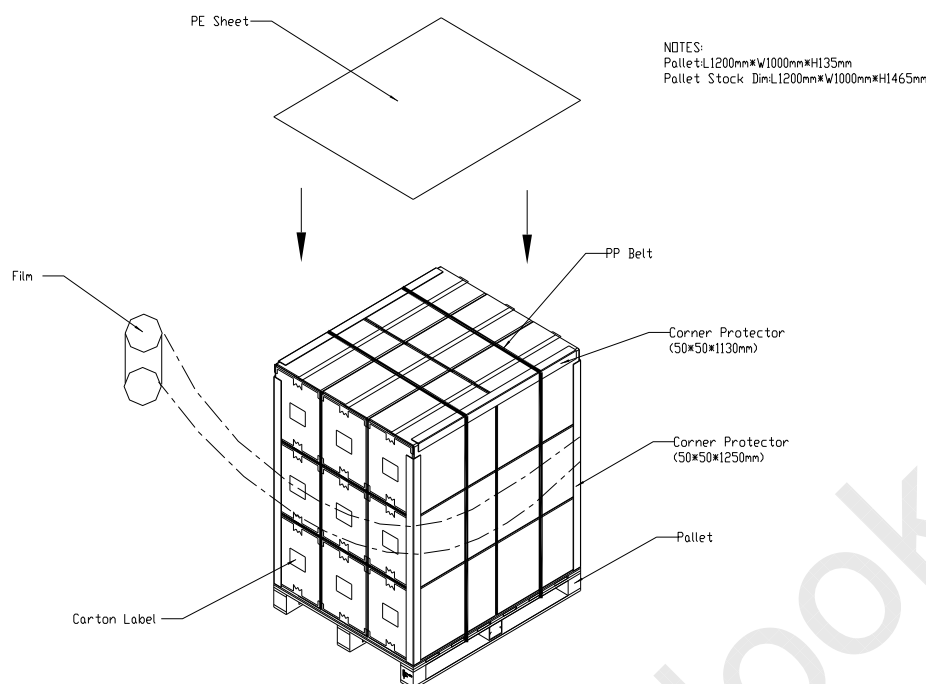 PE Sheet
NOTES:
Pallet:L1200mm*W1000mm*H135mm
Pallet Stock Dim:L1200mm*W1000mm*H1465mm
PP Belt
Film
Corner Protector
(50*50*1130mm)
Corner Protector
(50*50*1250mm)
Pallet
Carton Label
look